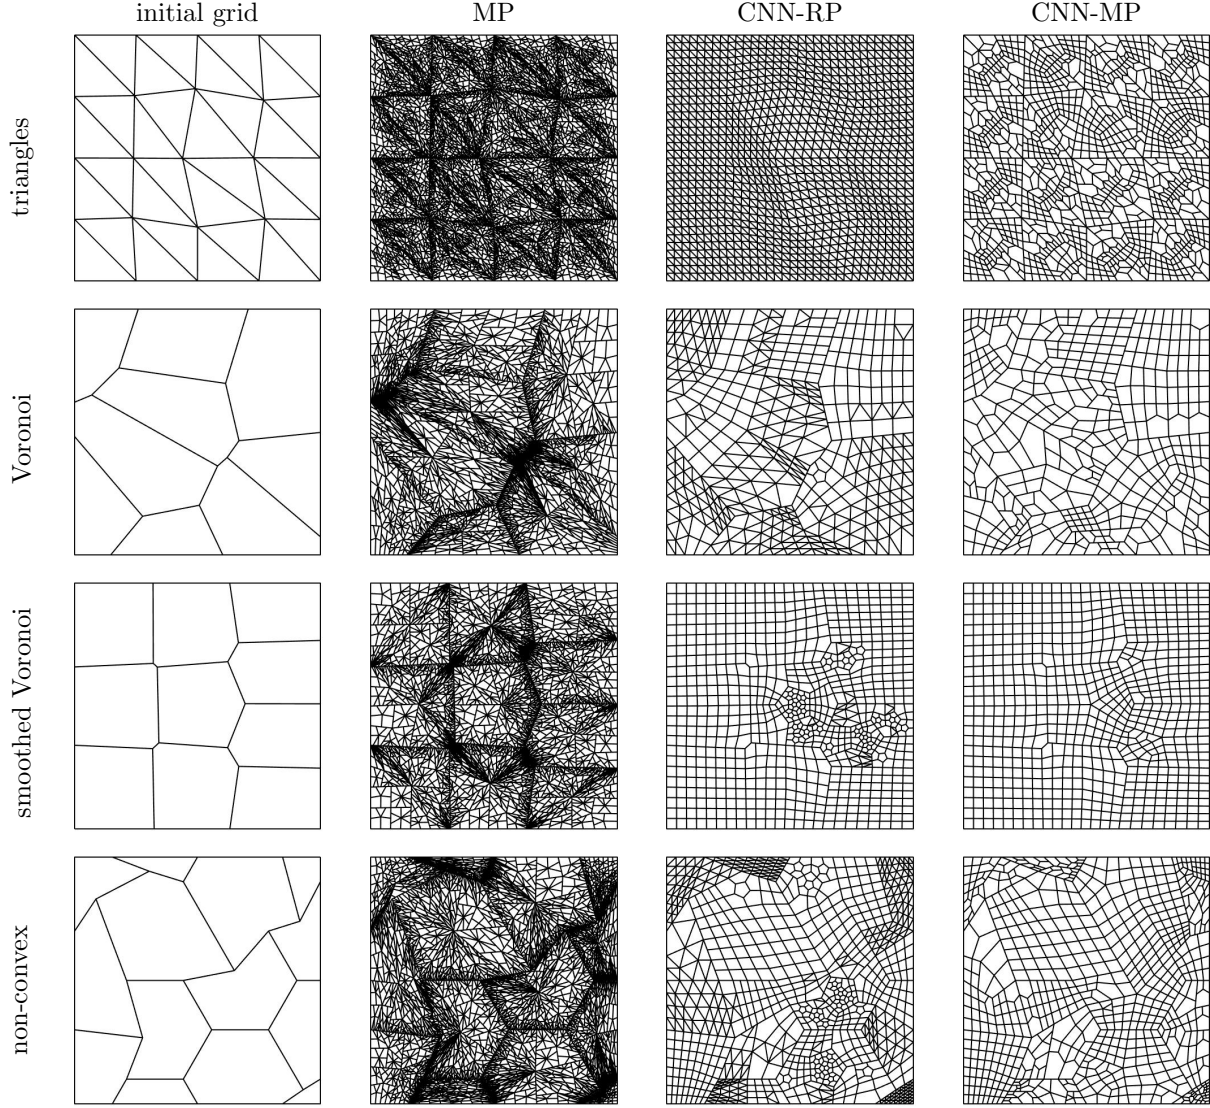 initial grid MP CNN-RP CNN-MP
triangles
Voronoi
smoothed Voronoi
non-convex